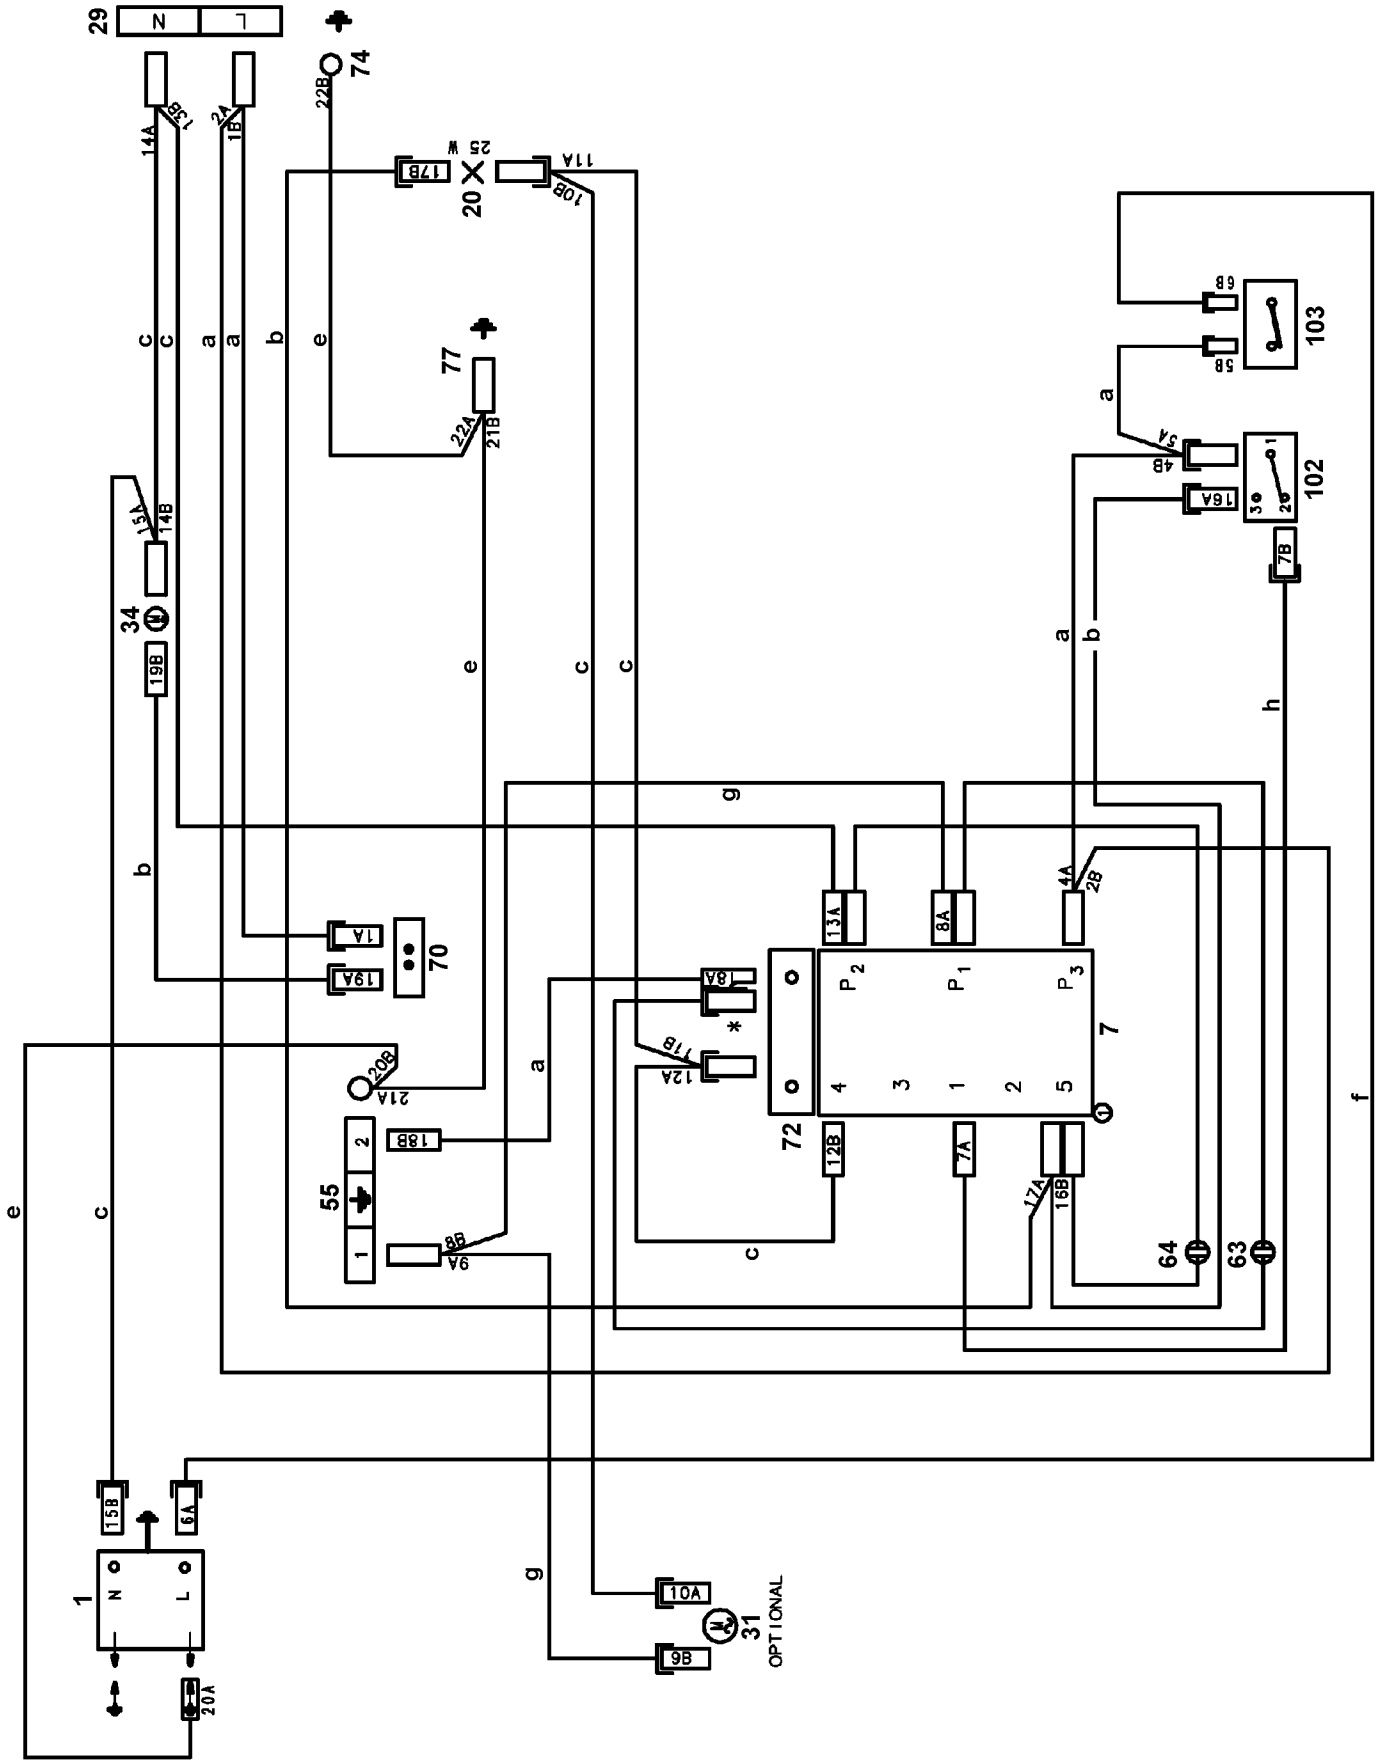 29
N
L
74
22B
14A
13B
2A
1B
17B
25 W
20
11A
10B
c
c
a
a
b
e
77
22A
21B
6B
5B
103
a
5A
4B
16A
3
1
2
102
7B
15A
14B
34
M
19B
b
e
c
c
a
b
h
g
1A
19A
70
13A
8A
4A
2B
18A
*
11B
12A
72
P2
P1
P3
4
3
1
2
5
7
1
12B
7A
17A
16B
c
64
63
f
e
c
20B
21A
a
55
1
2
18B
8B
9A
15B
6A
1
N
L
20A
g
10A
9B
M
31
OPTIONAL